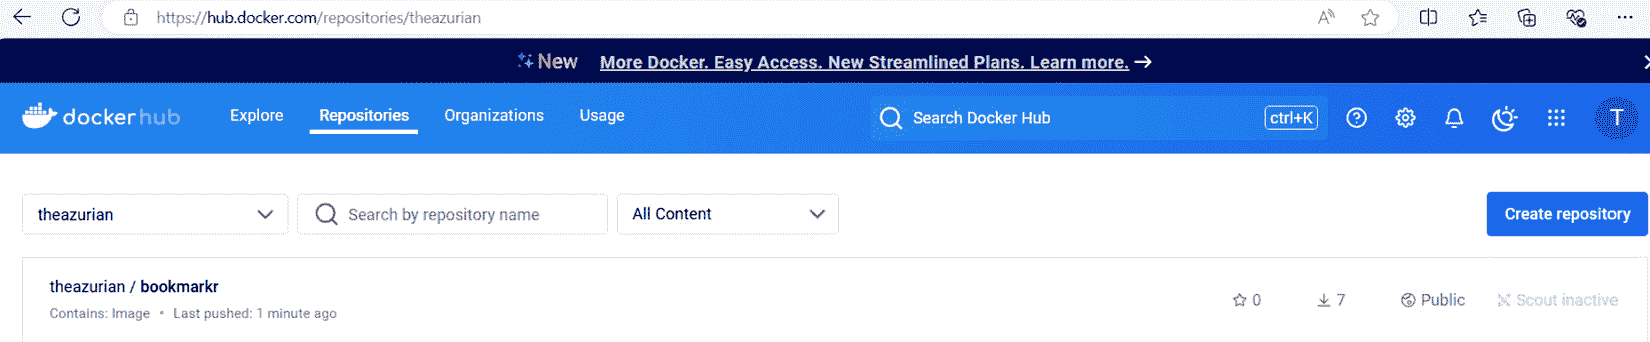 https://hub.docker.com/repositories/theazurian
New More Docker. Easy Access. New Streamlined Plans. Learn more.
dockerhub Explore Repositories Organizations Usage Search Docker Hub ctrl+K T
theazurian Search by repository name All Content Create repository
theazurian / bookmarkr
0 7 Public Scout inactive
Contains: Image • Last pushed: 1 minute ago